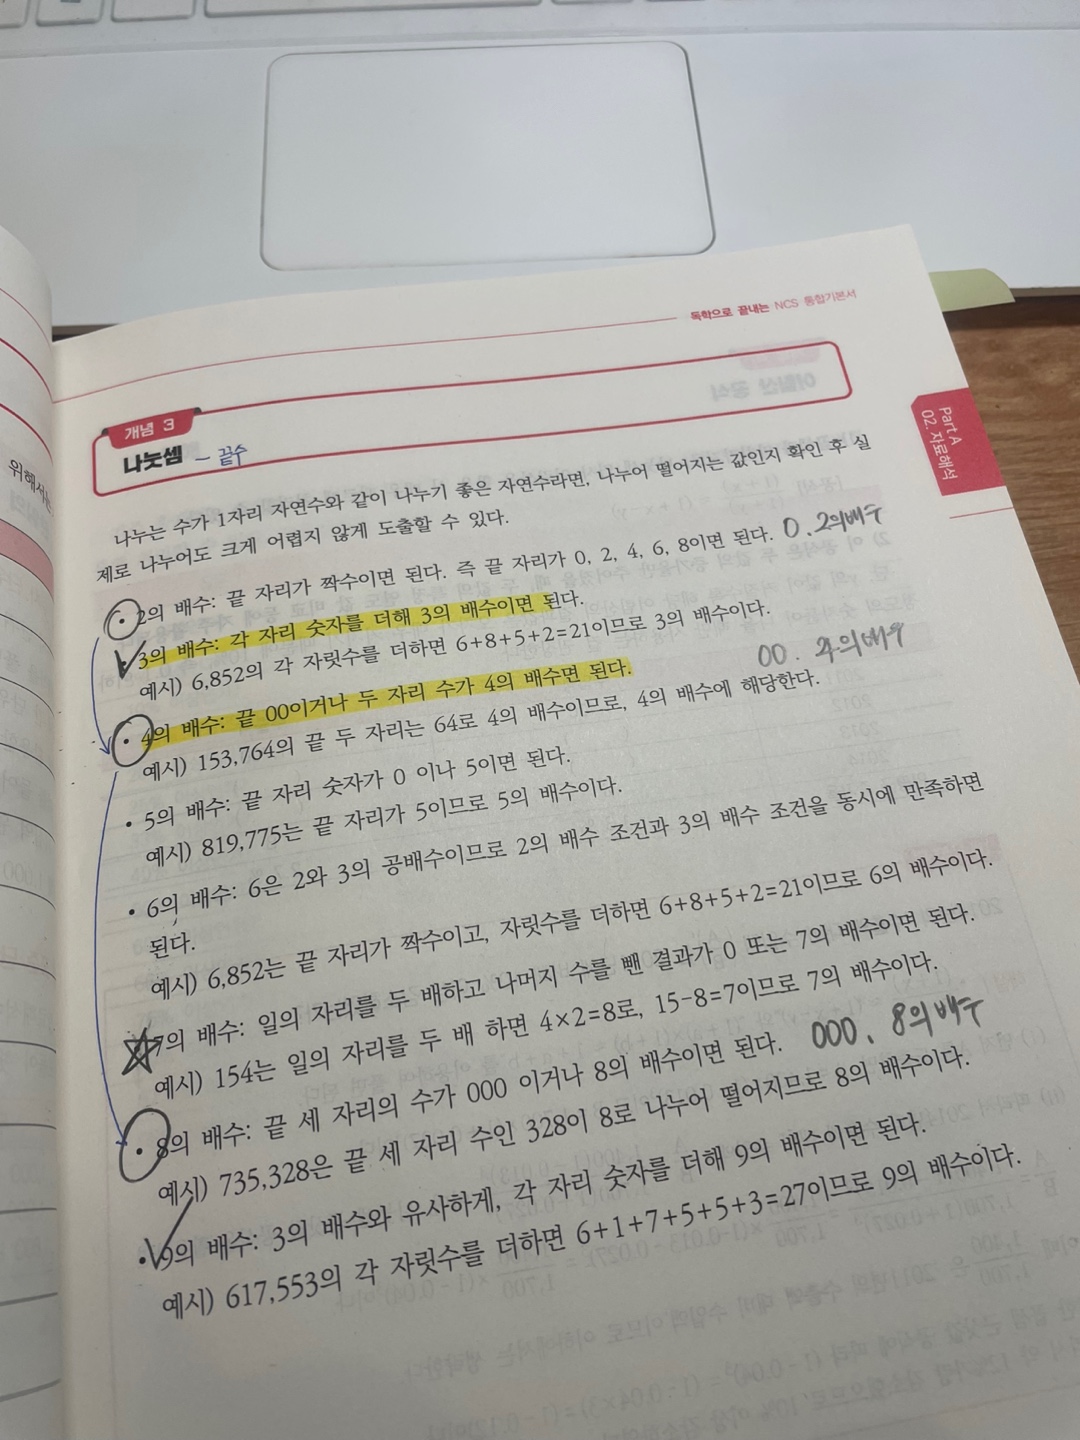 독학으로 끝내는 NCS 통합기본서
Part A
02. 자료해석
위해서는
개념 3
나눗셈 - 끝수
나누는 수가 1자리 자연수와 같이 나누기 좋은 자연수라면, 나누어 떨어지는 값인지 확인 후 실
제로 나누어도 크게 어렵지 않게 도출할 수 있다.
• 2의 배수: 끝 자리가 짝수이면 된다. 즉 끝 자리가 0, 2, 4, 6, 8이면 된다. 0. 2의배수
• 3의 배수: 각 자리 숫자를 더해 3의 배수이면 된다.
예시) 6,852의 각 자릿수를 더하면 6+8+5+2=21이므로 3의 배수이다.
00. 4의배수
• 4의 배수: 끝 00이거나 두 자리 수가 4의 배수면 된다.
예시) 153,764의 끝 두 자리는 64로 4의 배수이므로, 4의 배수에 해당한다.
• 5의 배수: 끝 자리 숫자가 0 이나 5이면 된다.
예시) 819,775는 끝 자리가 5이므로 5의 배수이다.
• 6의 배수: 6은 2와 3의 공배수이므로 2의 배수 조건과 3의 배수 조건을 동시에 만족하면
된다.
예시) 6,852는 끝 자리가 짝수이고, 자릿수를 더하면 6+8+5+2=21이므로 6의 배수이다.
7의 배수: 일의 자리를 두 배하고 나머지 수를 뺀 결과가 0 또는 7의 배수이면 된다.
예시) 154는 일의 자리를 두 배 하면 4×2=8로, 15-8=7이므로 7의 배수이다.
• 8의 배수: 끝 세 자리의 수가 000 이거나 8의 배수이면 된다. 000. 8의배수
예시) 735,328은 끝 세 자리 수인 328이 8로 나누어 떨어지므로 8의 배수이다.
• 9의 배수: 3의 배수와 유사하게, 각 자리 숫자를 더해 9의 배수이면 된다.
예시) 617,553의 각 자릿수를 더하면 6+1+7+5+5+3=27이므로 9의 배수이다.